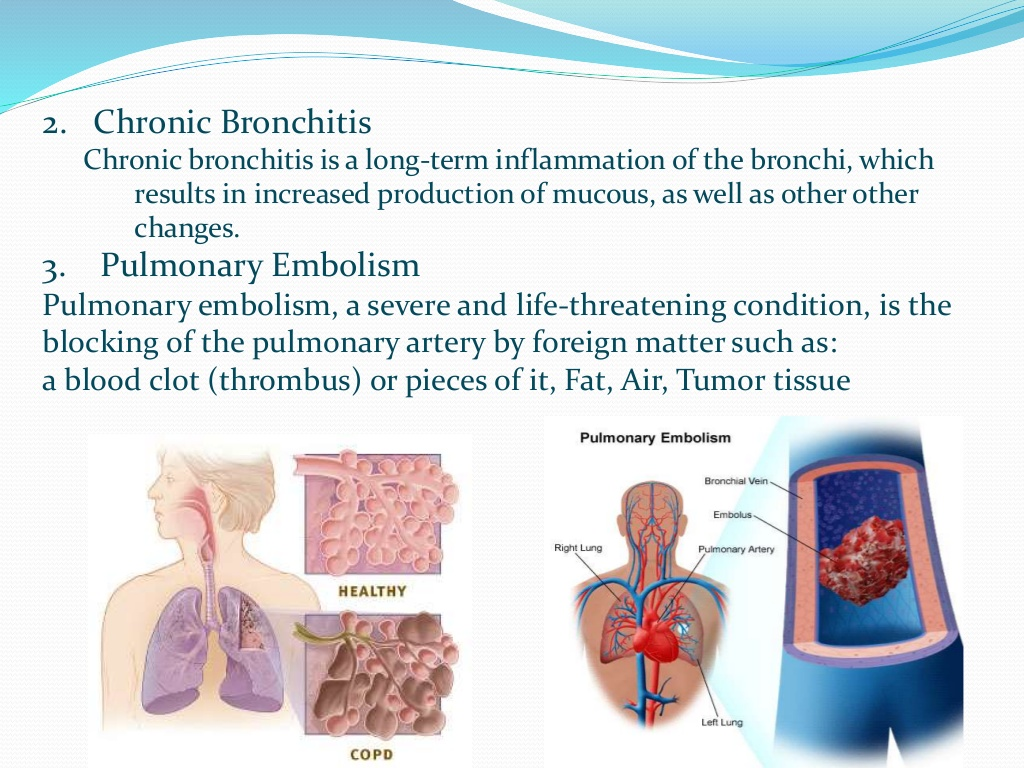 2. Chronic Bronchitis
Chronic bronchitis is a long-term inflammation of the bronchi, which
results in increased production of mucous, as well as other other
changes.
3. Pulmonary Embolism
Pulmonary embolism, a severe and life-threatening condition, is the
blocking of the pulmonary artery by foreign matter such as:
a blood clot (thrombus) or pieces of it, Fat, Air, Tumor tissue
HEALTHY
COPD
Pulmonary Embolism
Bronchial Vein
Embolus
Right Lung
Pulmonary Artery
Left Lung